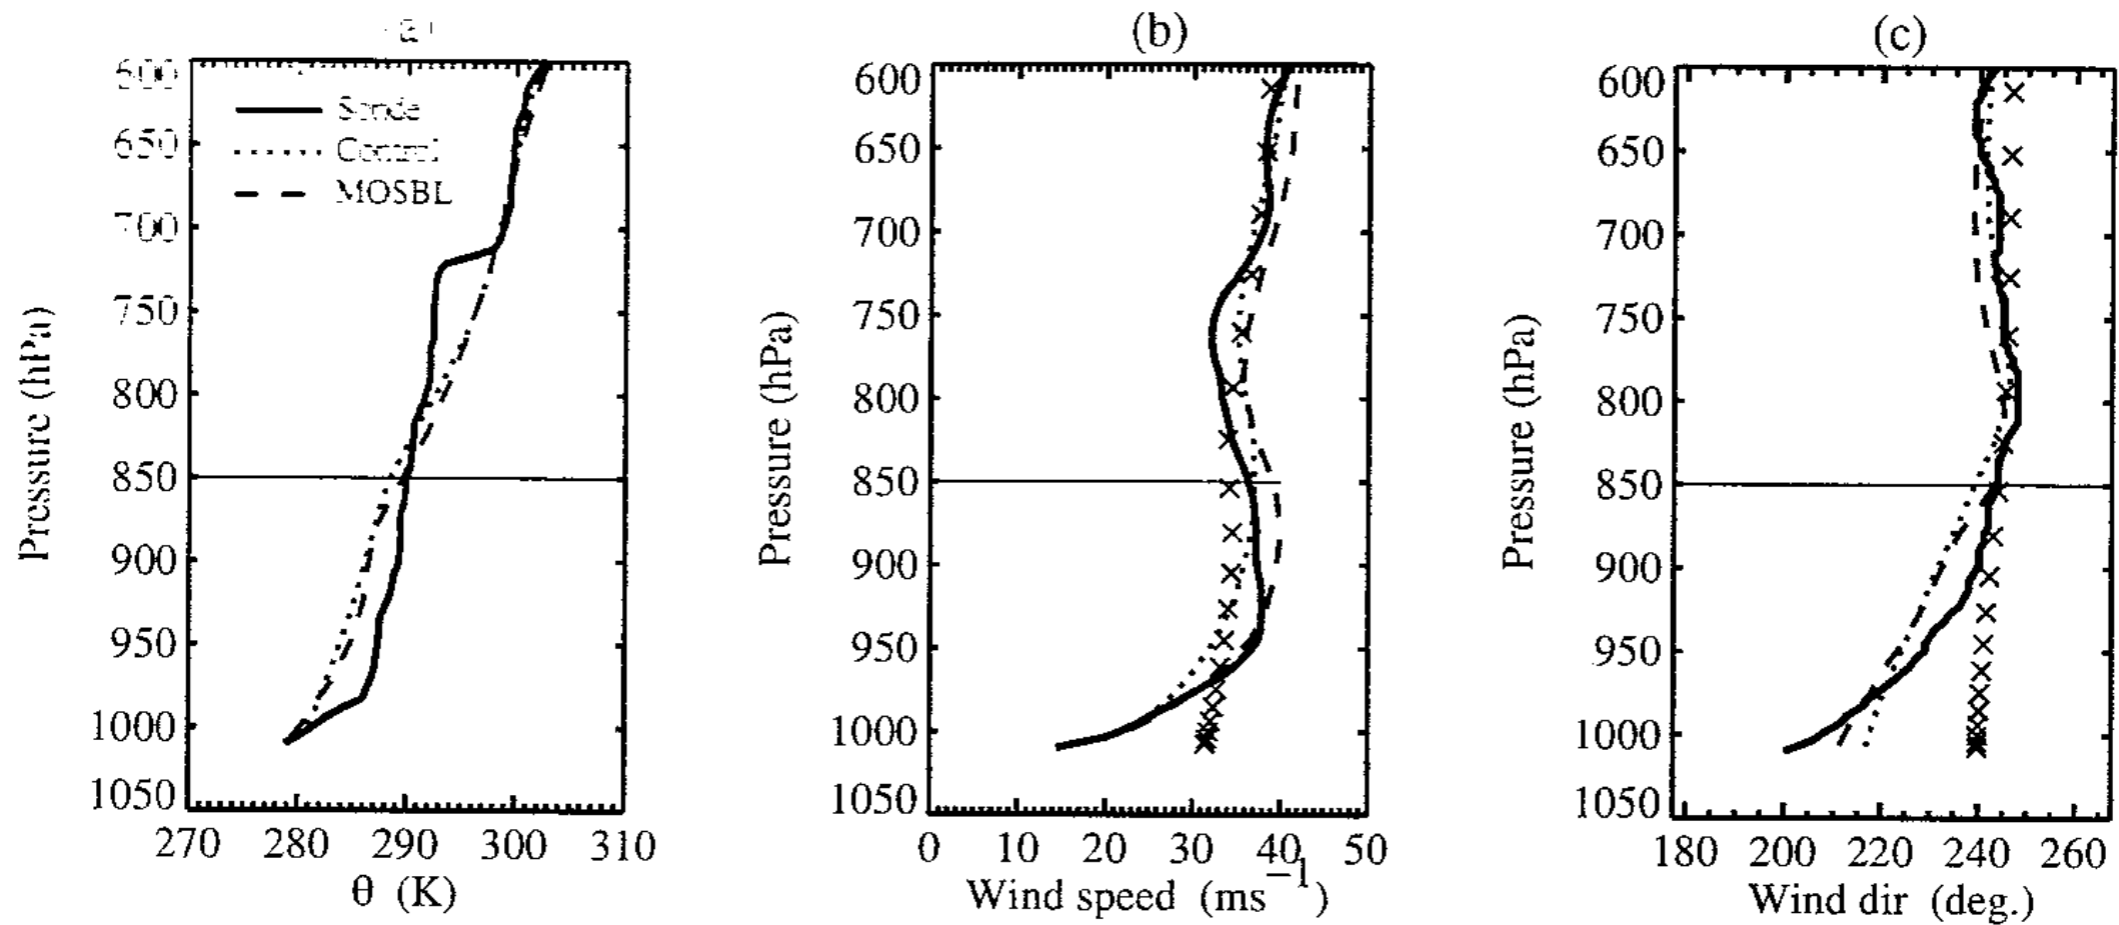 (a)
600
650
700
750
800
850
900
950
1000
1050
Pressure (hPa)
Sonde
Control
MOSBL
270 280 290 300 310
θ (K)
(b)
600
650
700
750
800
850
900
950
1000
1050
Pressure (hPa)
0 10 20 30 40 50
Wind speed (ms⁻¹)
(c)
600
650
700
750
800
850
900
950
1000
1050
Pressure (hPa)
180 200 220 240 260
Wind dir (deg.)